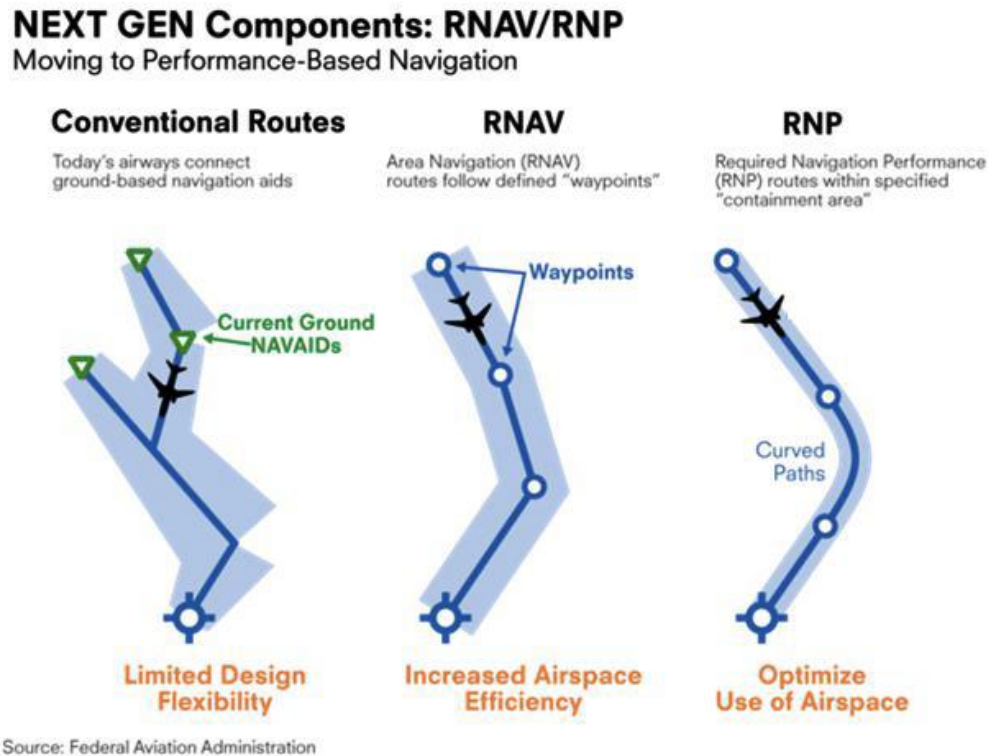 NEXT GEN Components: RNAV/RNP
Moving to Performance-Based Navigation
Conventional Routes
Today's airways connect
ground-based navigation aids
RNAV
Area Navigation (RNAV)
routes follow defined "waypoints"
RNP
Required Navigation Performance
(RNP) routes within specified
"containment area"
Current Ground
NAVAIDs
Waypoints
Curved
Paths
Limited Design
Flexibility
Increased Airspace
Efficiency
Optimize
Use of Airspace
Source: Federal Aviation Administration